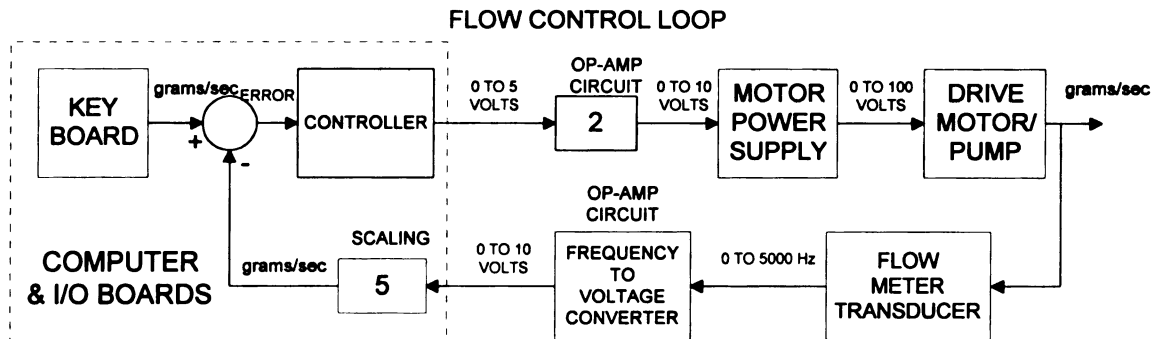 FLOW CONTROL LOOP
KEY
BOARD
grams/sec
+
-
ERROR
CONTROLLER
0 TO 5
VOLTS
OP-AMP
CIRCUIT
2
0 TO 10
VOLTS
MOTOR
POWER
SUPPLY
0 TO 100
VOLTS
DRIVE
MOTOR/
PUMP
grams/sec
COMPUTER
& I/O BOARDS
grams/sec
SCALING
5
0 TO 10
VOLTS
OP-AMP
CIRCUIT
FREQUENCY
TO
VOLTAGE
CONVERTER
0 TO 5000 Hz
FLOW
METER
TRANSDUCER